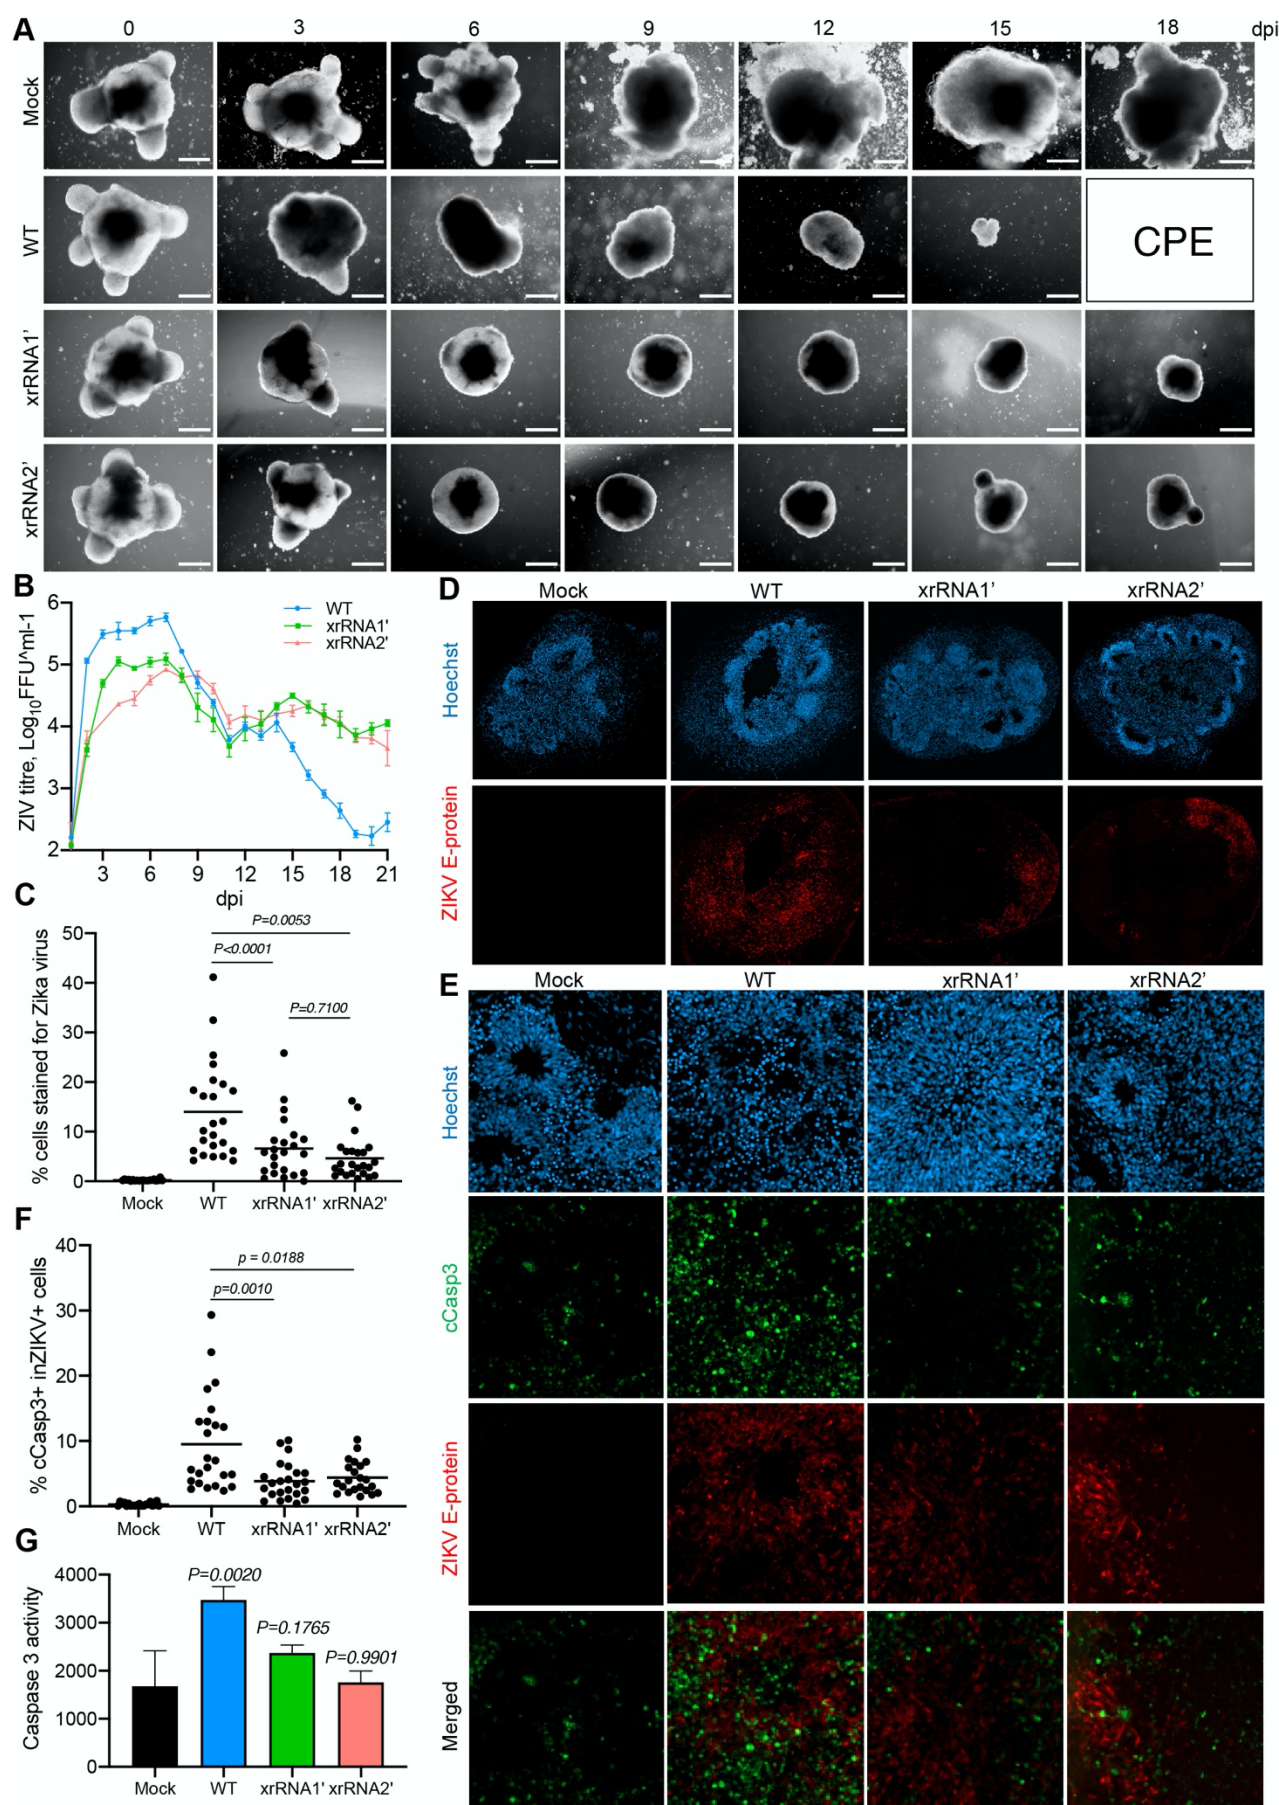 A
0 3 6 9 12 15 18 dpi
Mock
WT
CPE
xrRNA1’
xrRNA2’
B
6
5
4
3
2
ZIV titre, Log10FFU^ml-1
WT
xrRNA1'
xrRNA2'
3 6 9 12 15 18 21
dpi
C
P=0.0053
P<0.0001
P=0.7100
50
40
30
20
10
0
% cells stained for Zika virus
Mock WT xrRNA1' xrRNA2'
F
p = 0.0188
p=0.0010
40
30
20
10
0
% cCasp3+ inZIKV+ cells
Mock WT xrRNA1' xrRNA2'
G
4000
3000
2000
1000
0
Caspase 3 activity
P=0.0020
P=0.1765
P=0.9901
Mock WT xrRNA1' xrRNA2'
D
Mock WT xrRNA1’ xrRNA2’
Hoechst
ZIKV E-protein
E
Mock WT xrRNA1’ xrRNA2’
Hoechst
cCasp3
ZIKV E-protein
Merged